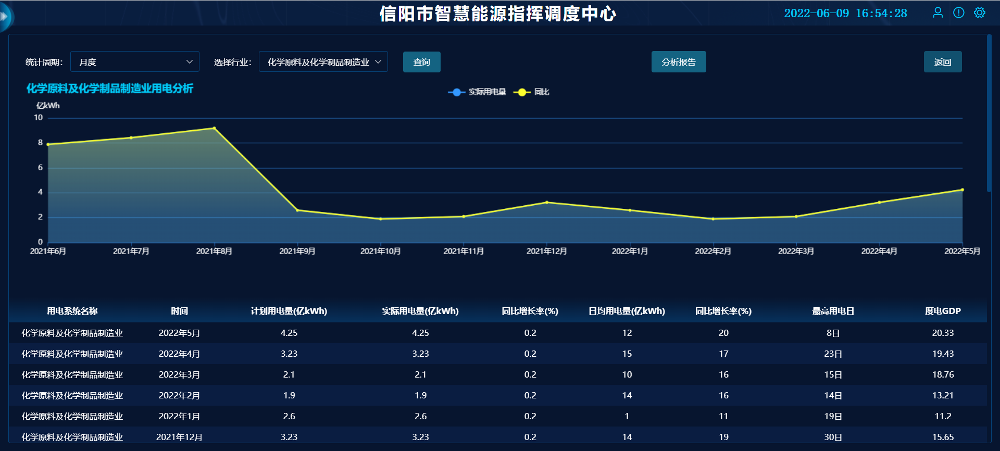 信阳市智慧能源指挥调度中心
2022-06-09 16:54:28
统计周期： 月度 选择行业： 化学原料及化学制品制造业 查询 分析报告 返回
化学原料及化学制品制造业用电分析
实际用电量 同比
亿kWh
10
8
6
4
2
0
2021年6月 2021年7月 2021年8月 2021年9月 2021年10月 2021年11月 2021年12月 2022年1月 2022年2月 2022年3月 2022年4月 2022年5月
用电系统名称 时间 计划用电量(亿kWh) 实际用电量(亿kWh) 同比增长率(%) 日均用电量(亿kWh) 同比增长率(%) 最高用电日 度电GDP
化学原料及化学制品制造业 2022年5月 4.25 4.25 0.2 12 20 8日 20.33
化学原料及化学制品制造业 2022年4月 3.23 3.23 0.2 15 17 23日 19.43
化学原料及化学制品制造业 2022年3月 2.1 2.1 0.2 10 16 15日 18.76
化学原料及化学制品制造业 2022年2月 1.9 1.9 0.2 14 16 14日 13.21
化学原料及化学制品制造业 2022年1月 2.6 2.6 0.2 1 11 19日 11.2
化学原料及化学制品制造业 2021年12月 3.23 3.23 0.2 14 19 30日 15.65